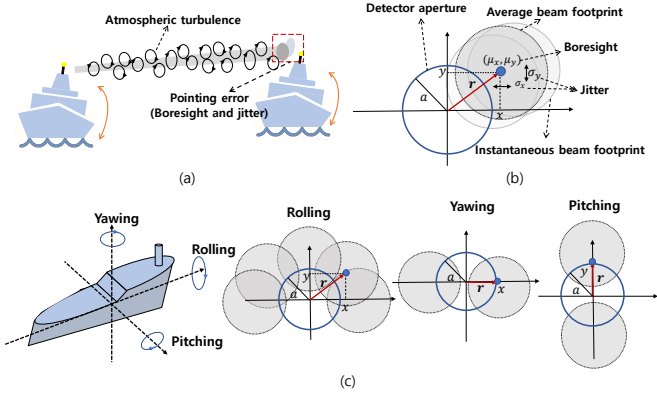 Atmospheric turbulence
Pointing error
(Boresight and jitter)
(a)
Detector aperture
Average beam footprint
Boresight
(μx, μy)
y
σy
r
σx
Jitter
a
x
Instantaneous beam footprint
(b)
Yawing
Rolling
Pitching
Rolling
y
r
a
x
Yawing
a
r
x
Pitching
y
r
a
(c)